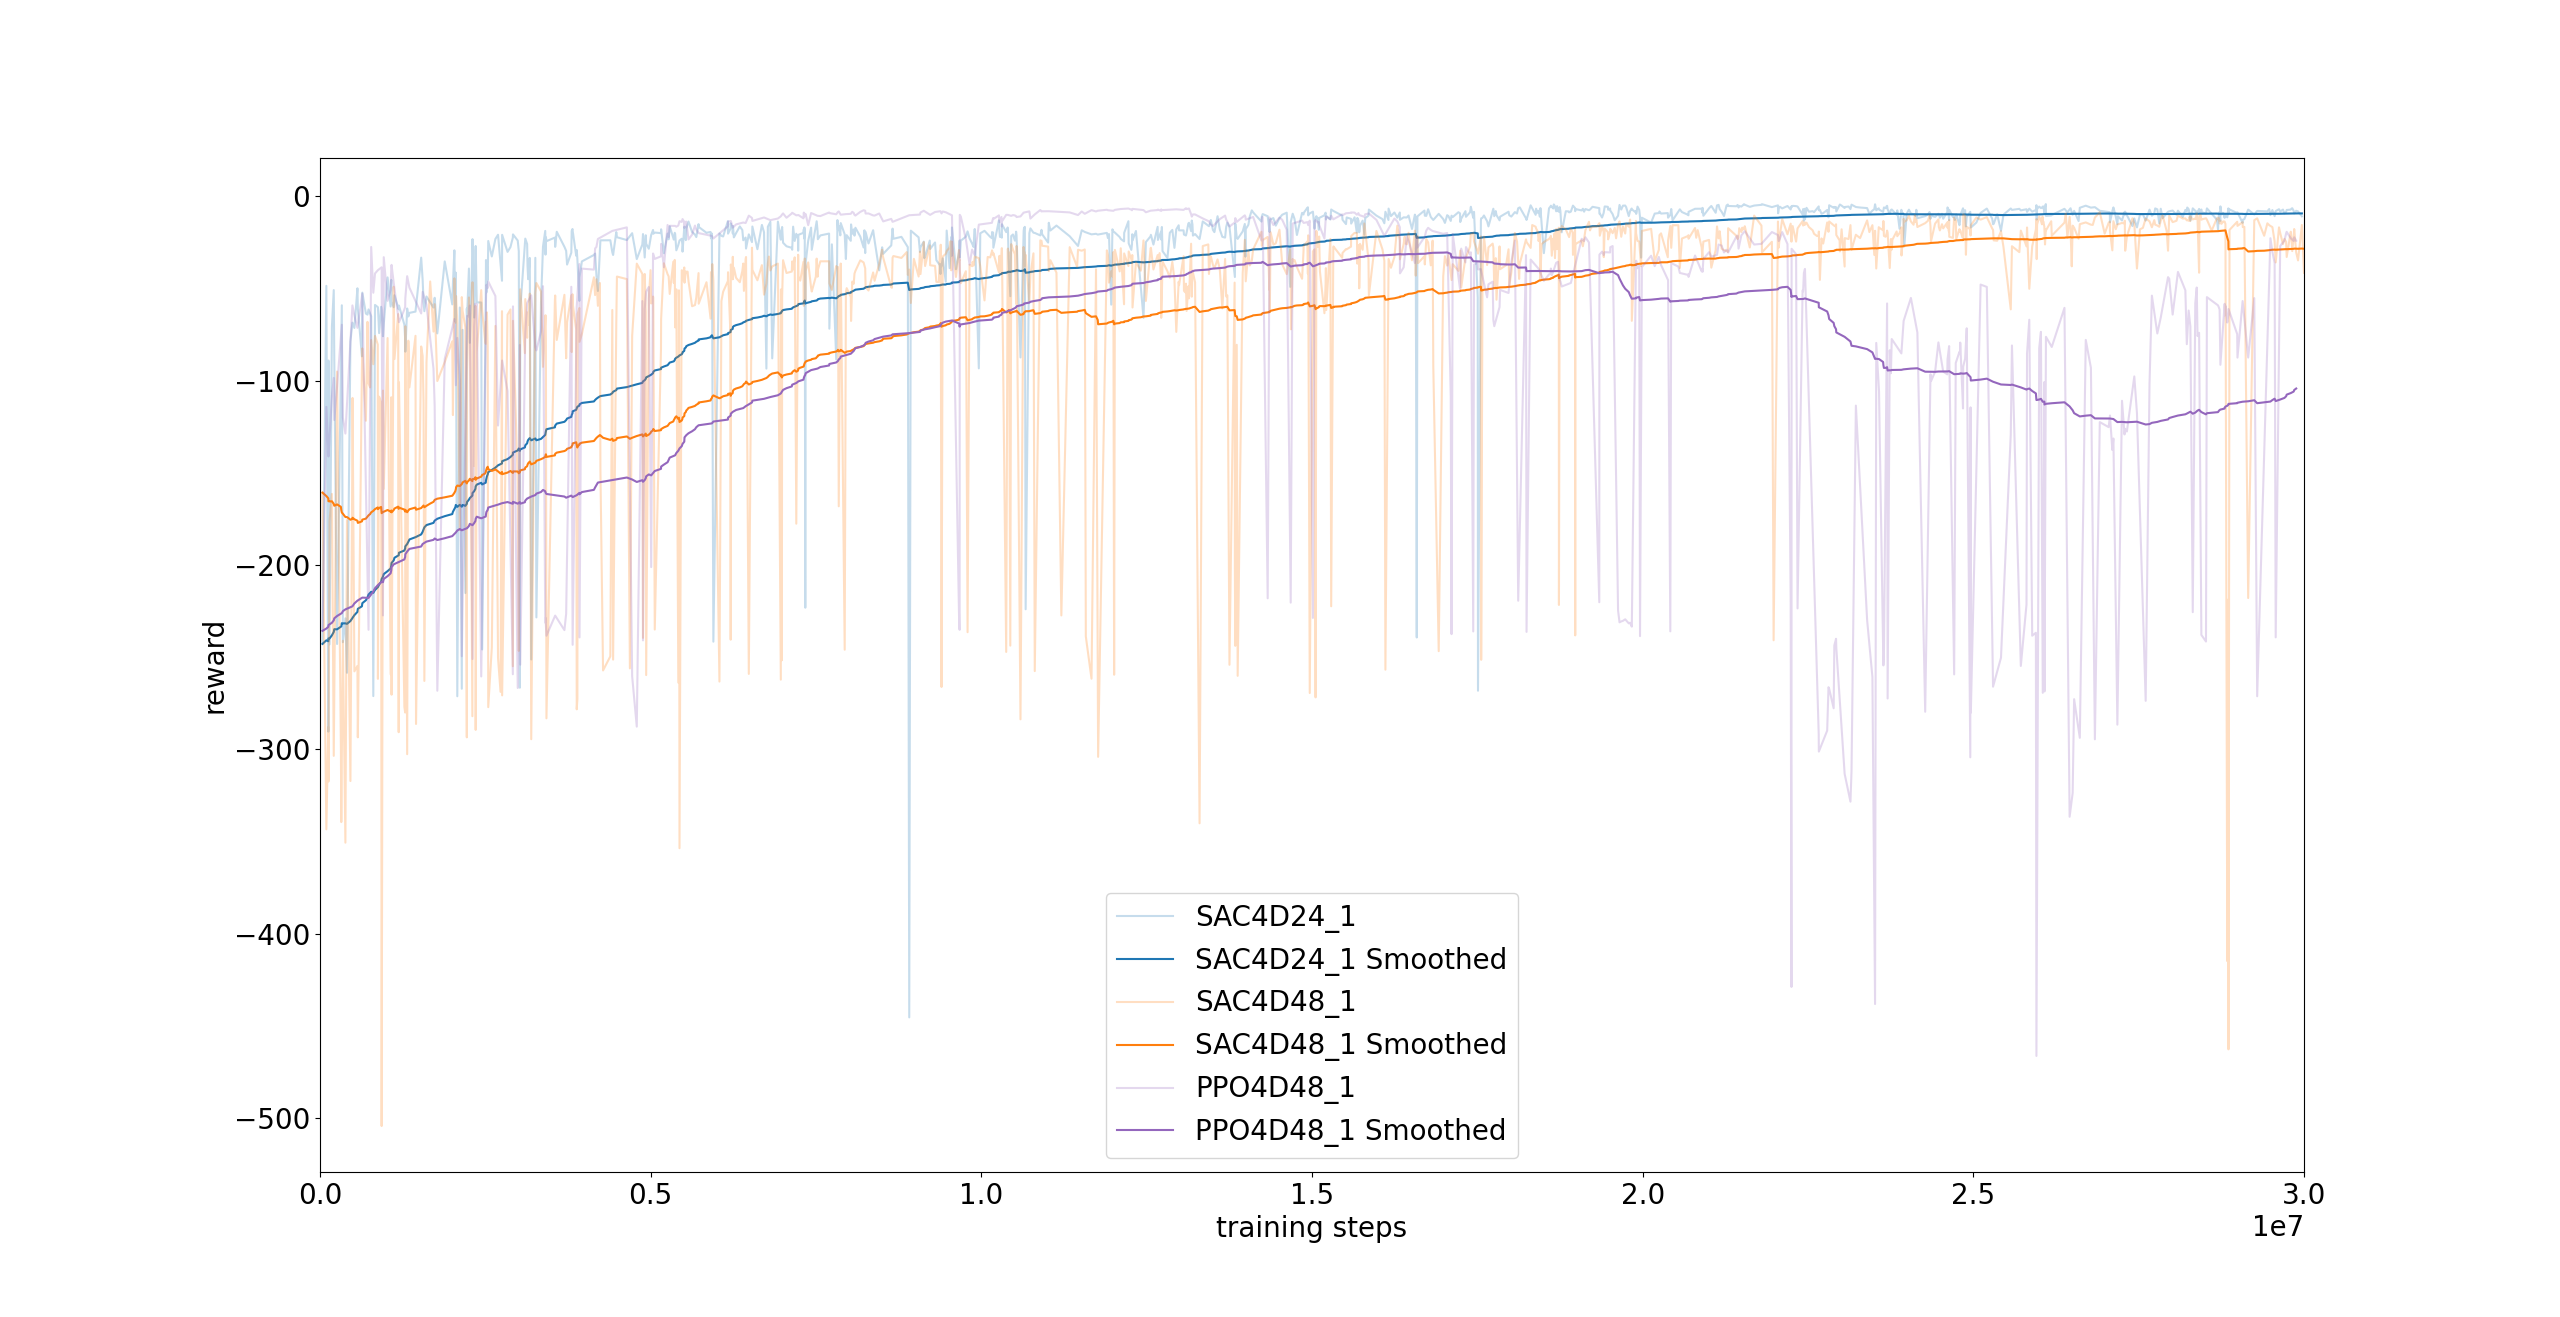 0
−100
−200
−300
−400
−500
reward
0.0 0.5 1.0 1.5 2.0 2.5 3.0
training steps
1e7
SAC4D24_1
SAC4D24_1 Smoothed
SAC4D48_1
SAC4D48_1 Smoothed
PPO4D48_1
PPO4D48_1 Smoothed